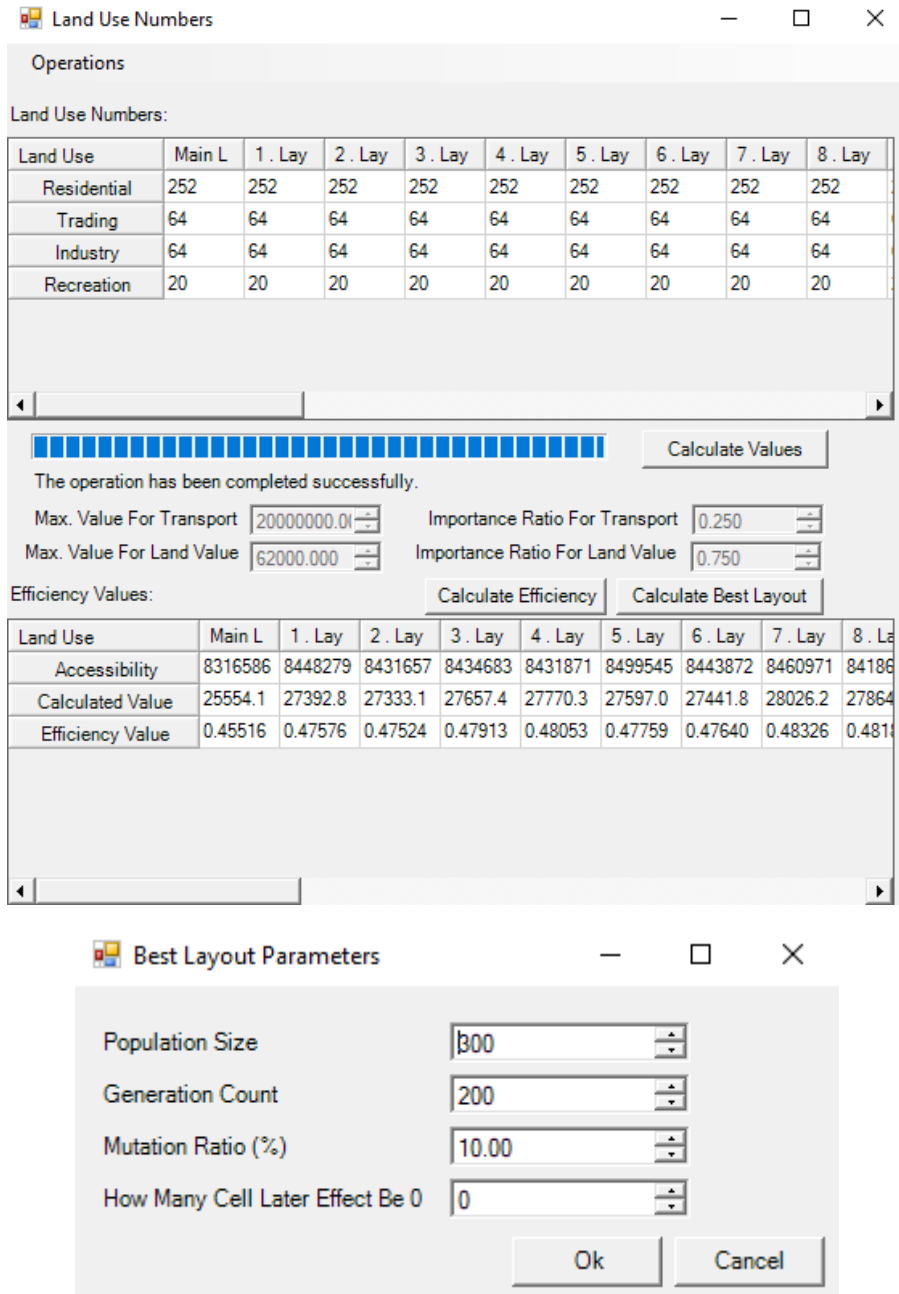 Land Use Numbers
Operations
Land Use Numbers:
Land Use Main L 1 . Lay 2 . Lay 3 . Lay 4 . Lay 5 . Lay 6 . Lay 7 . Lay 8 . Lay
Residential 252 252 252 252 252 252 252 252 252
Trading 64 64 64 64 64 64 64 64 64
Industry 64 64 64 64 64 64 64 64 64
Recreation 20 20 20 20 20 20 20 20 20
Calculate Values
The operation has been completed successfully.
Max. Value For Transport 20000000.0 Importance Ratio For Transport 0.250
Max. Value For Land Value 62000.000 Importance Ratio For Land Value 0.750
Efficiency Values: Calculate Efficiency Calculate Best Layout
Land Use Main L 1 . Lay 2 . Lay 3 . Lay 4 . Lay 5 . Lay 6 . Lay 7 . Lay 8 . La
Accessibility 8316586 8448279 8431657 8434683 8431871 8499545 8443872 8460971 84186
Calculated Value 25554.1 27392.8 27333.1 27657.4 27770.3 27597.0 27441.8 28026.2 27864
Efficiency Value 0.45516 0.47576 0.47524 0.47913 0.48053 0.47759 0.47640 0.48326 0.481
Best Layout Parameters
Population Size 300
Generation Count 200
Mutation Ratio (%) 10.00
How Many Cell Later Effect Be 0 0
Ok Cancel